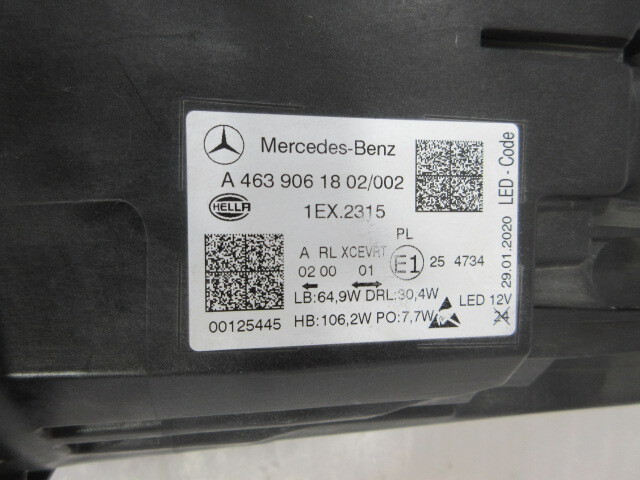 Mercedes-Benz
A 463 906 18 02/002
HELLA
1EX.2315
PL
A RL XCEVRT
02 00 01
E1
25 4734
LB:64,9W DRL:30,4W
HB:106,2W PO:7,7W
LED 12V
24
00125445
29.01.2020 LED - Code